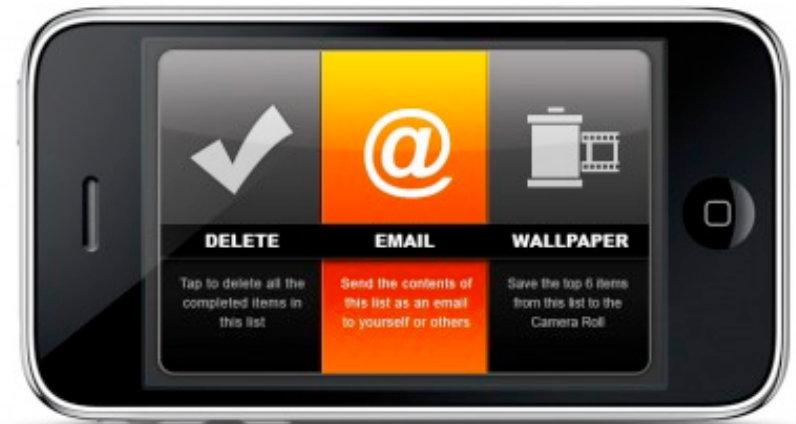 @
DELETE
EMAIL
WALLPAPER
Tap to delete all the
completed items in
this list
Send the contents of
this list as an email
to yourself or others
Save the top 6 items
from this list to the
Camera Roll